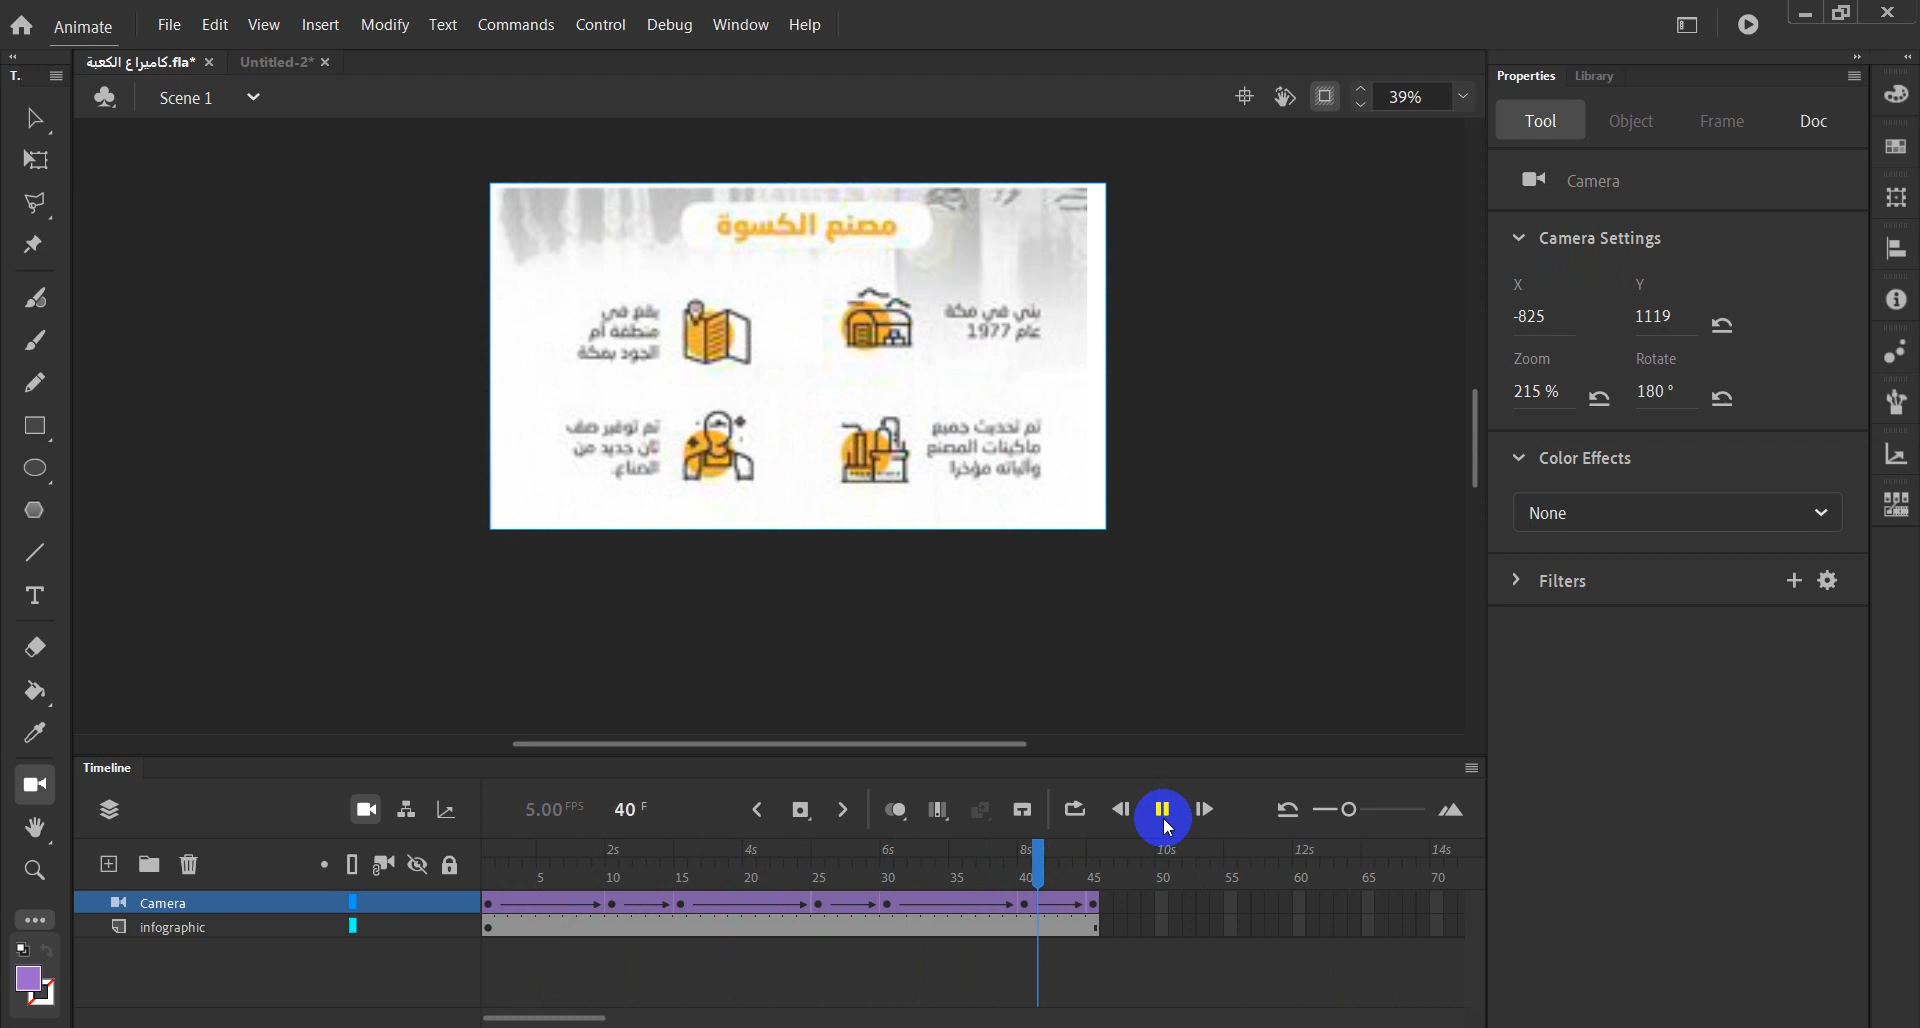 Animate
File Edit View Insert Modify Text Commands Control Debug Window Help
كاميرا ع الكعبة.fla* Untitled-2*
T.
Scene 1
39%
مصنع الكسوة
بني في مكة
عام 1977
يقع في
منطقة أم
الجود بمكة
تم تحديث جميع
ماكينات المصنع
وآلياته مؤخرا
تم توفير صف
ثان جديد من
الصناع.
Properties Library
Tool Object Frame Doc
Camera
Camera Settings
X Y
-825 1119
Zoom Rotate
215 % 180 °
Color Effects
None
Filters
T
Timeline
5.00 FPS 40 F
2s 4s 6s 8s 10s 12s 14s
5 10 15 20 25 30 35 40 45 50 55 60 65 70
Camera
infographic